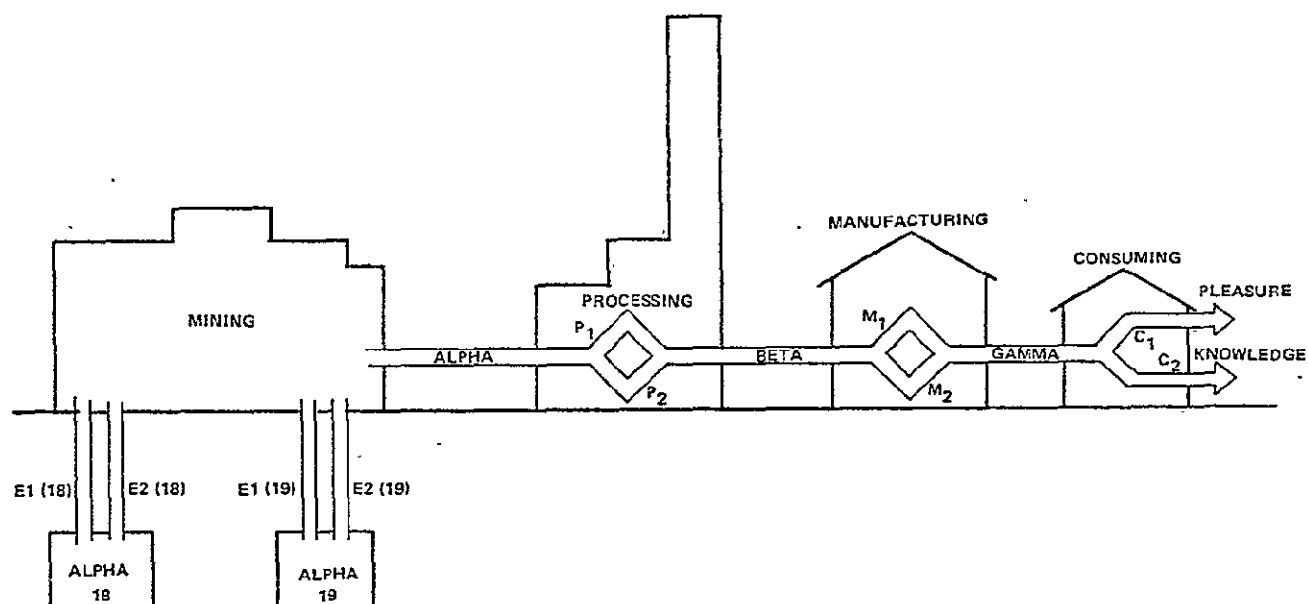 MANUFACTURING
CONSUMING
PLEASURE
PROCESSING
MINING
P1
M1
ALPHA
BETA
GAMMA
C1
C2
KNOWLEDGE
P2
M2
E1 (18)
E2 (18)
E1 (19)
E2 (19)
ALPHA
18
ALPHA
19